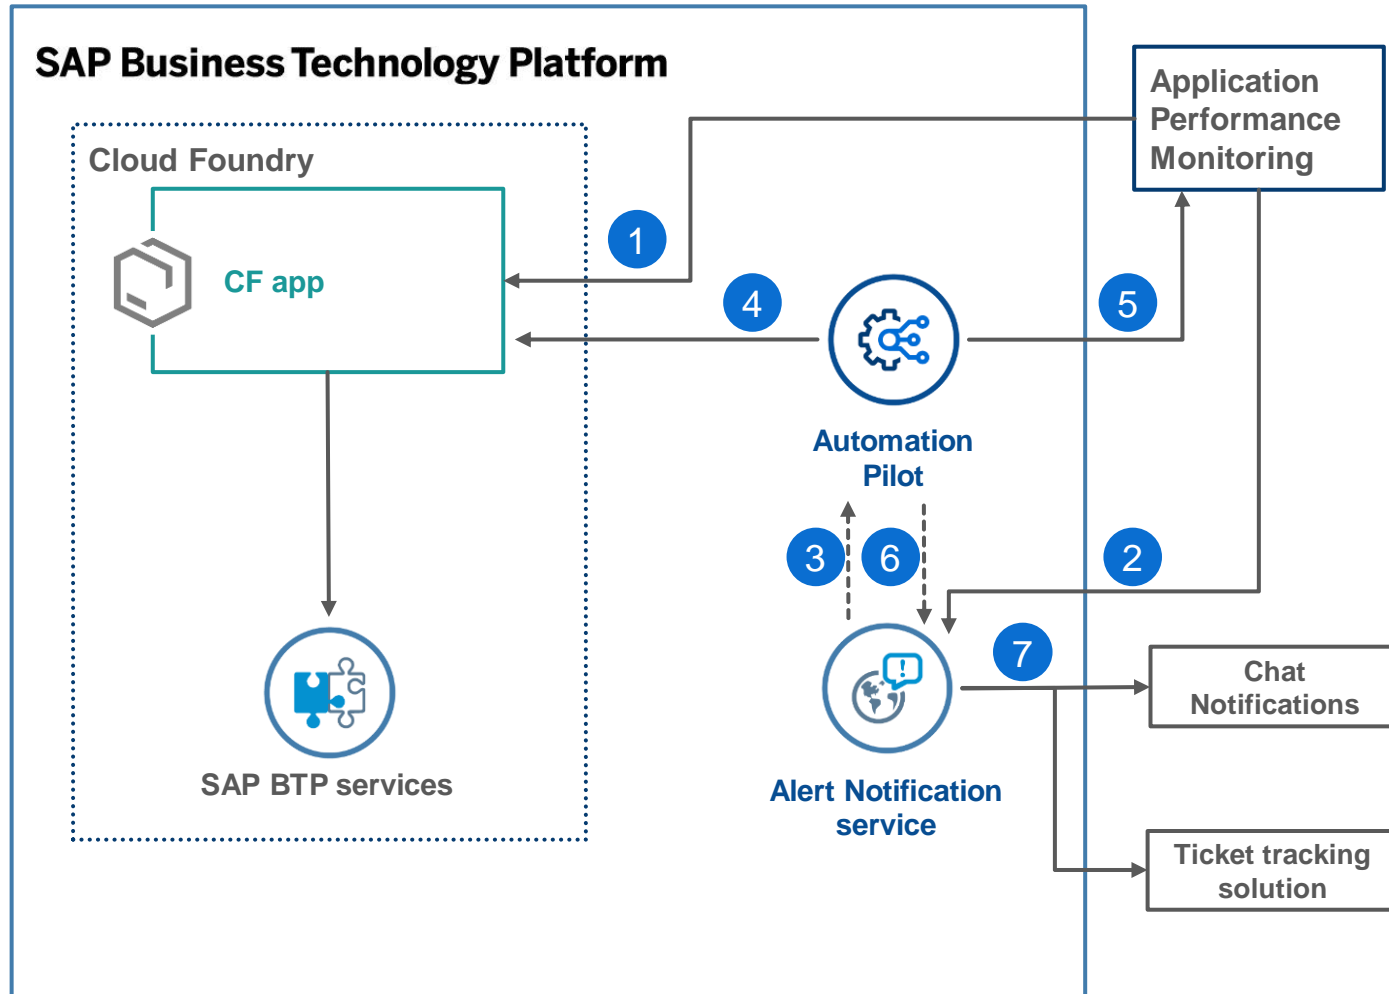 SAP Business Technology Platform
Application
Performance
Monitoring
Cloud Foundry
1
CF app
4
5
Automation
Pilot
3
6
2
7
Chat
Notifications
SAP BTP services
Alert Notification
service
Ticket tracking
solution